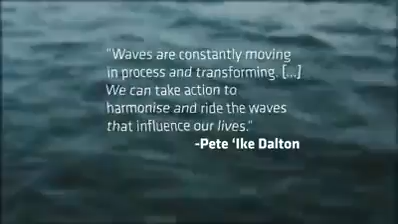 "Waves are constantly moving
in process and transforming. [...]
We can take action to
harmonise and ride the waves
that influence our lives."
-Pete 'Ike Dalton